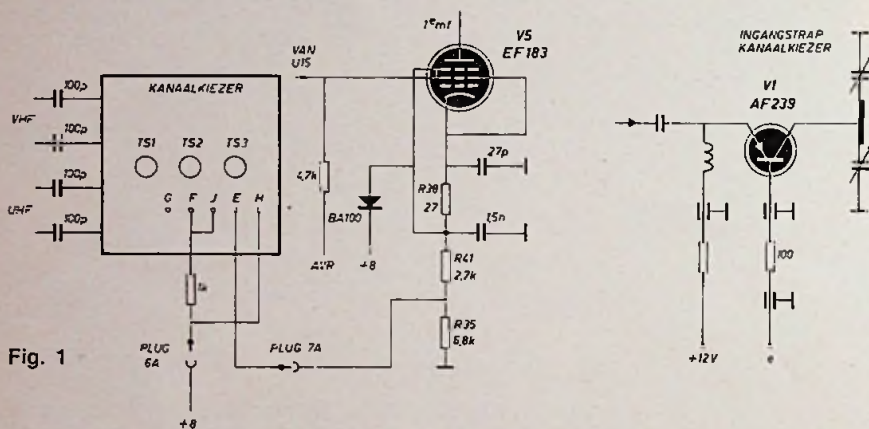 100p
VHF
100p
100p
UHF
100p
KANAALKIEZER
TS1 TS2 TS3
G F J E H
1k
PLUG
6A
+8
Fig. 1
PLUG 7A
VAN
U15
4,7k
AVR
BA100
+8
1e mf
V5
EF183
27p
R38
27
1,5n
R41
2,7k
R35
6,8k
INGANGSTRAP
KANAALKIEZER
V1
AF239
100
+12V
e